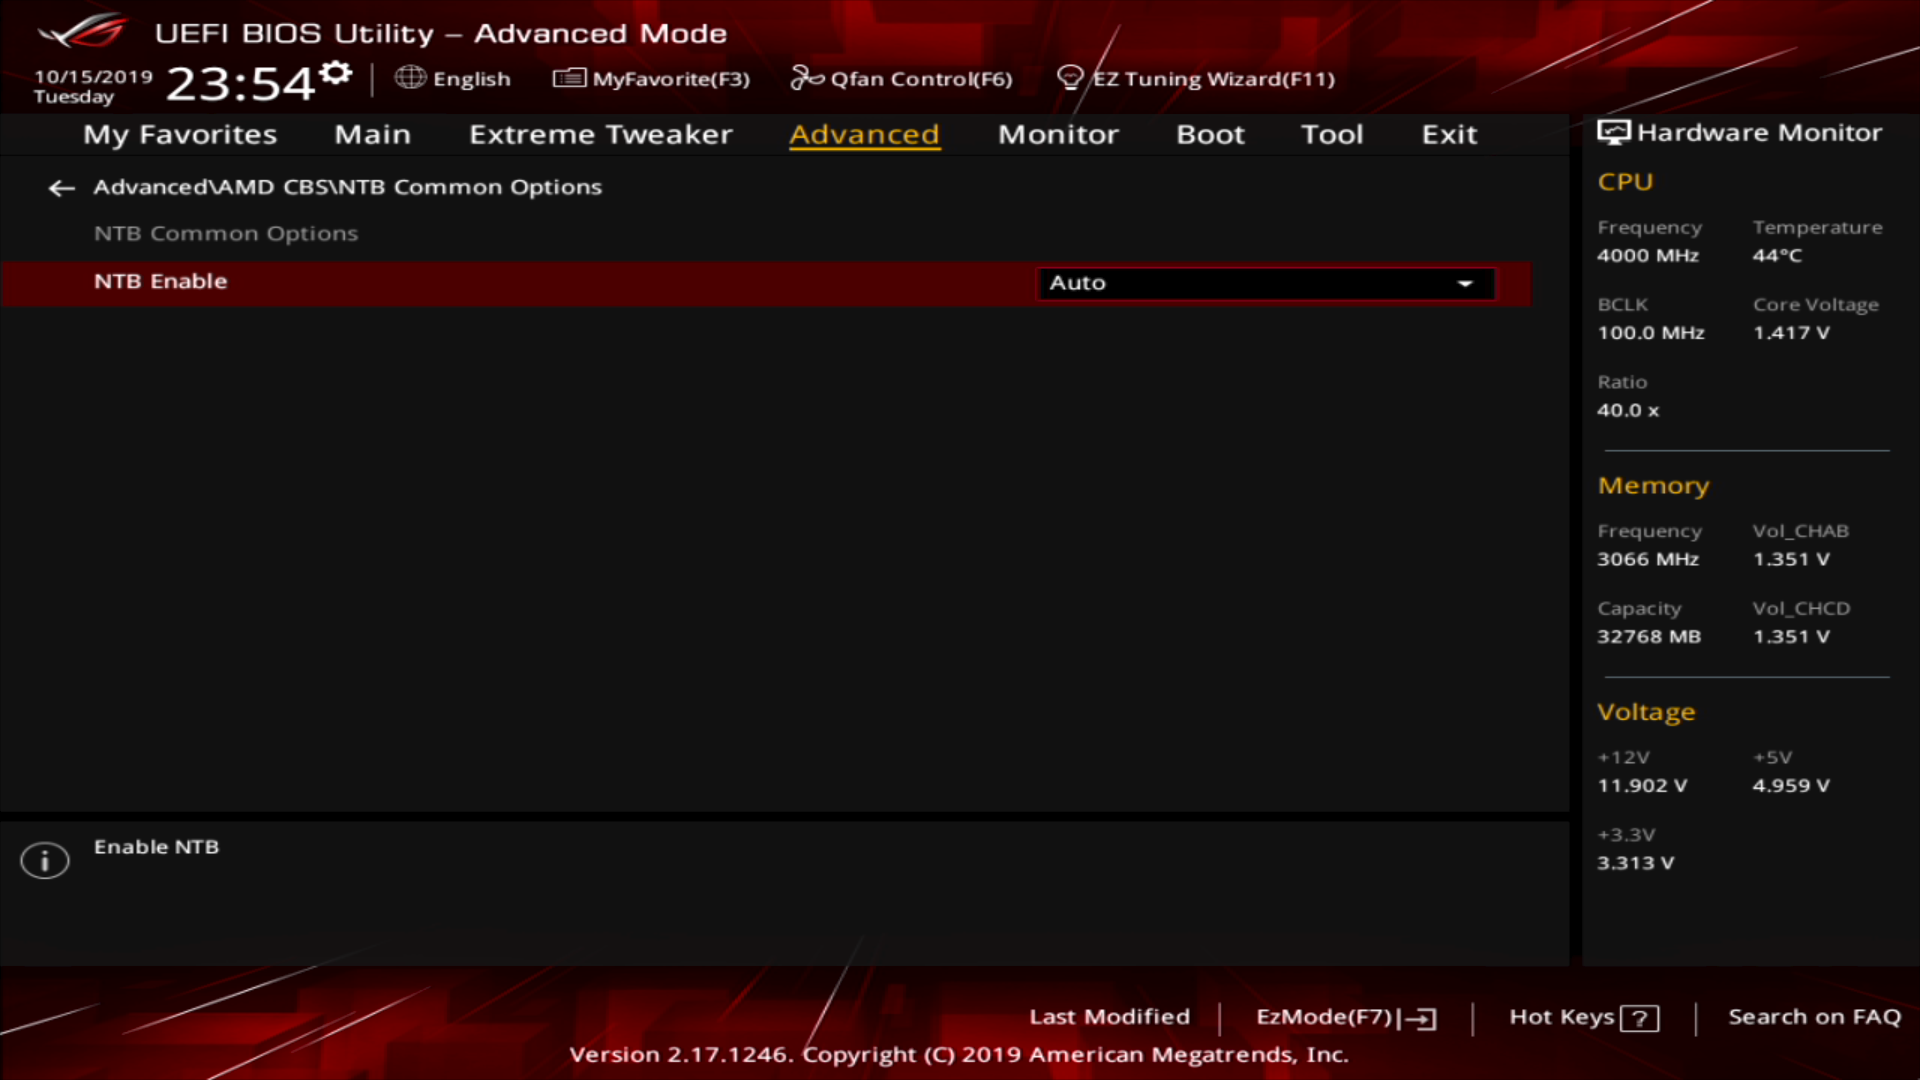 UEFI BIOS Utility – Advanced Mode
10/15/2019
Tuesday
23:54
English
MyFavorite(F3)
Qfan Control(F6)
EZ Tuning Wizard(F11)
My Favorites
Main
Extreme Tweaker
Advanced
Monitor
Boot
Tool
Exit
Advanced\AMD CBS\NTB Common Options
NTB Common Options
NTB Enable
Auto
Enable NTB
Hardware Monitor
CPU
Frequency Temperature
4000 MHz 44°C
BCLK Core Voltage
100.0 MHz 1.417 V
Ratio
40.0 x
Memory
Frequency Vol_CHAB
3066 MHz 1.351 V
Capacity Vol_CHCD
32768 MB 1.351 V
Voltage
+12V +5V
11.902 V 4.959 V
+3.3V
3.313 V
Last Modified
EzMode(F7)
Hot Keys ?
Search on FAQ
Version 2.17.1246. Copyright (C) 2019 American Megatrends, Inc.